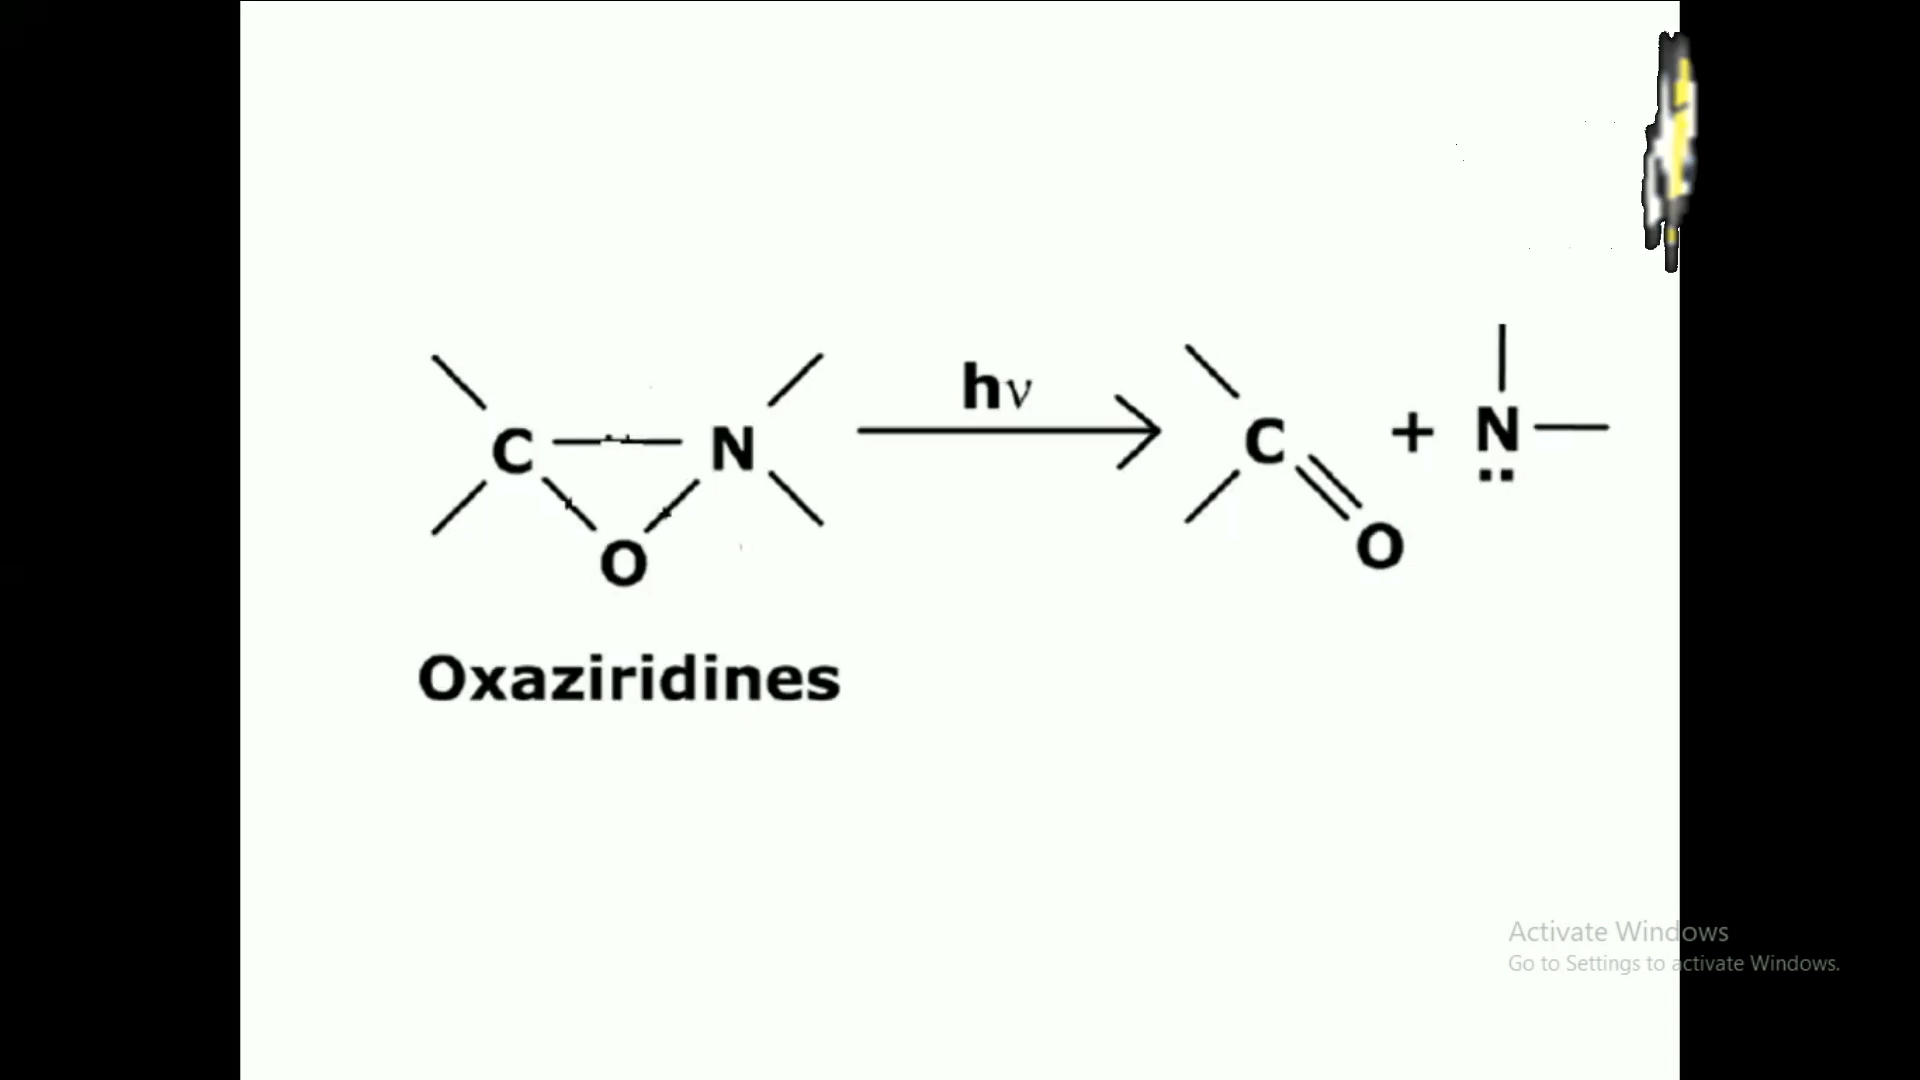 hν
C N C + N
O O
Oxaziridines
Activate Windows
Go to Settings to activate Windows.